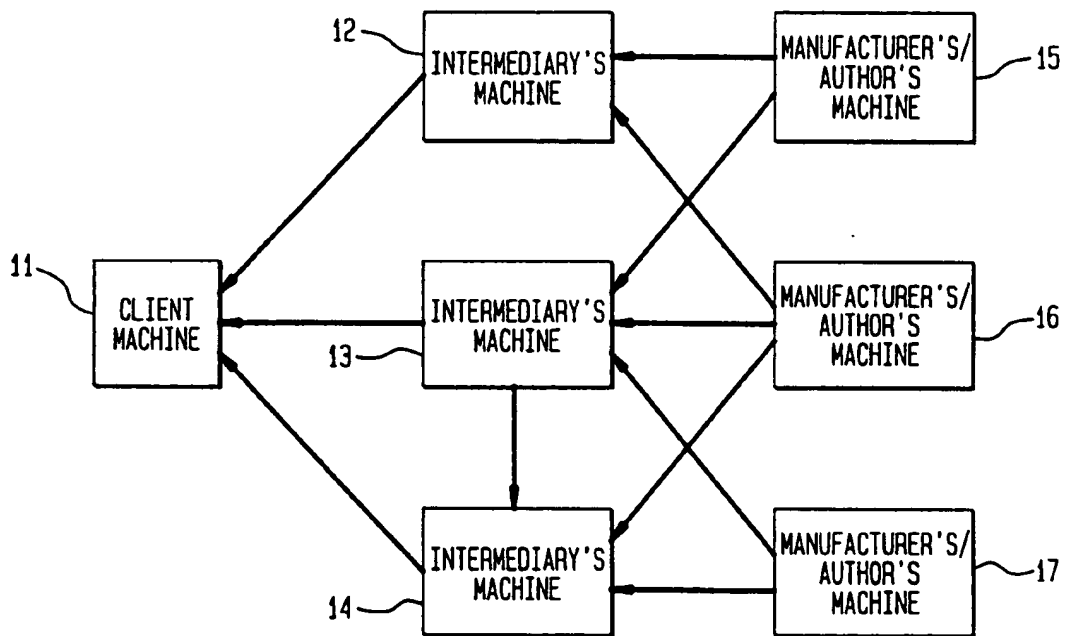 12
INTERMEDIARY'S
MACHINE
MANUFACTURER'S/
AUTHOR'S
MACHINE
15
11
CLIENT
MACHINE
INTERMEDIARY'S
MACHINE
13
MANUFACTURER'S/
AUTHOR'S
MACHINE
16
INTERMEDIARY'S
MACHINE
14
MANUFACTURER'S/
AUTHOR'S
MACHINE
17